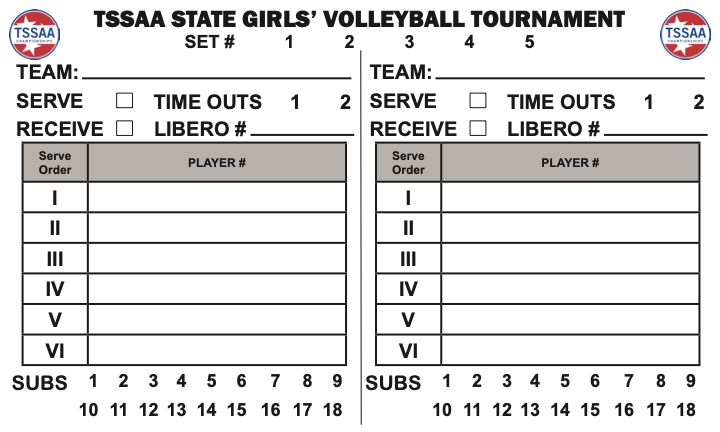 TSSAA STATE GIRLS’ VOLLEYBALL TOURNAMENT
TSSAA
CHAMPIONSHIPS
TSSAA
CHAMPIONSHIPS
SET # 1 2 3 4 5
TEAM:
SERVE TIME OUTS 1 2
RECEIVE LIBERO #
Serve Order PLAYER #
I
II
III
IV
V
VI
SUBS 1 2 3 4 5 6 7 8 9
10 11 12 13 14 15 16 17 18
TEAM:
SERVE TIME OUTS 1 2
RECEIVE LIBERO #
Serve Order PLAYER #
I
II
III
IV
V
VI
SUBS 1 2 3 4 5 6 7 8 9
10 11 12 13 14 15 16 17 18